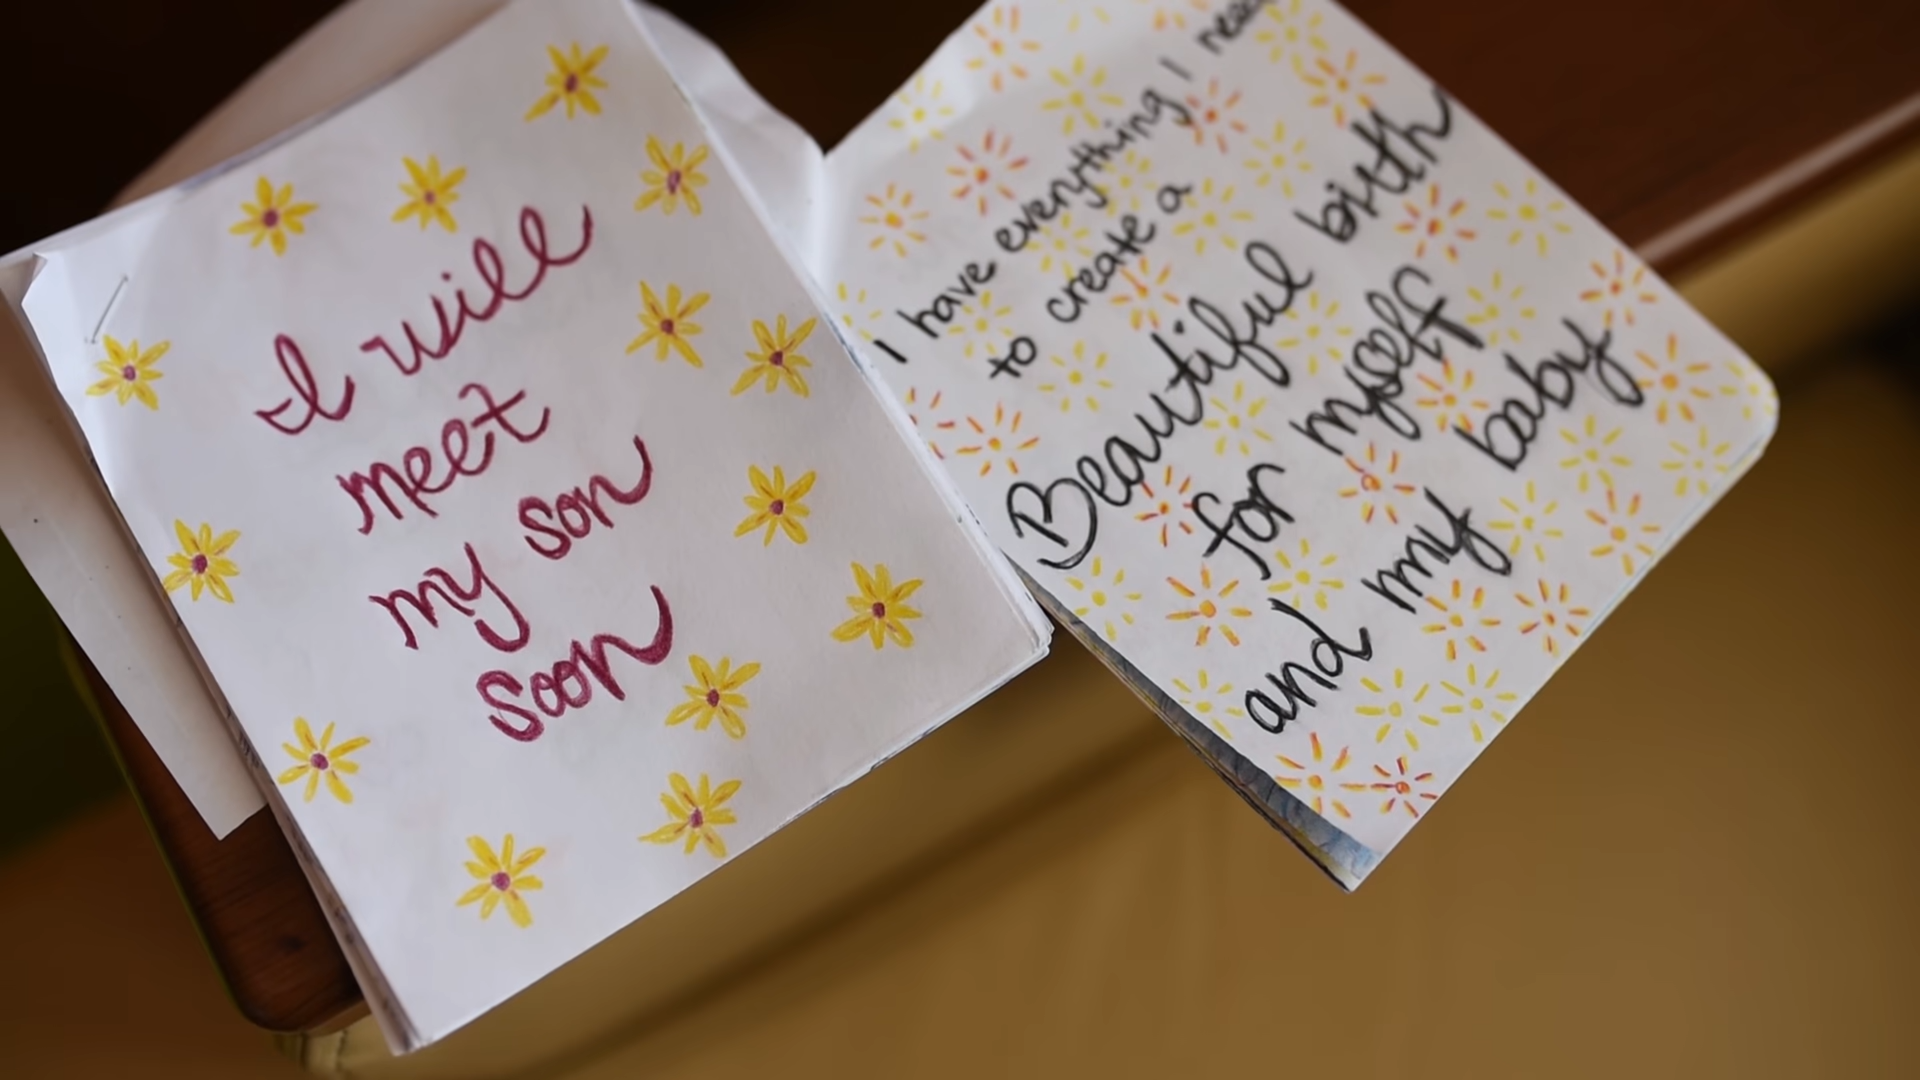 I will
meet
my son
soon
I have everything I need
to create a
Beautiful birth
for myself
and my baby